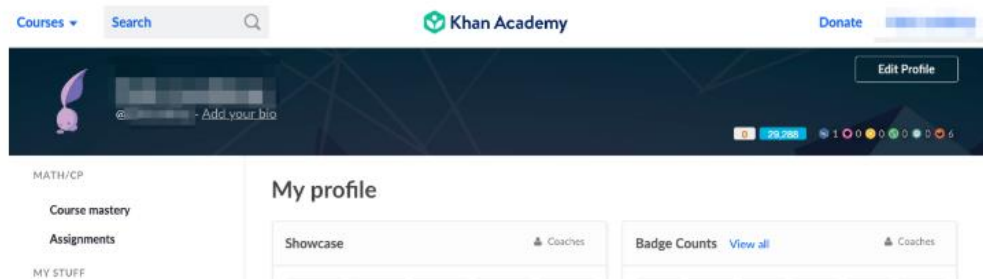 Courses Search Khan Academy Donate
Edit Profile
@ - Add your bio
0 29,288 1 0 0 0 0 6
MATH/CP
My profile
Course mastery
Assignments
Showcase Coaches Badge Counts View all Coaches
MY STUFF